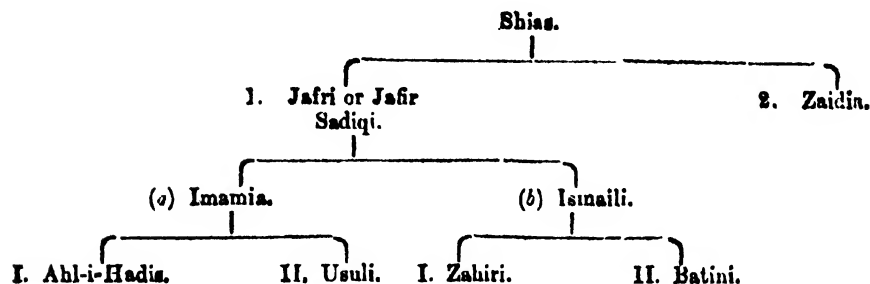 Shias.
1. Jafri or Jafir 2. Zaidia.
Sadiqi.
(a) Imamia. (b) Ismaili.
I. Ahl-i-Hadis. II. Usuli. I. Zahiri. II. Batini.